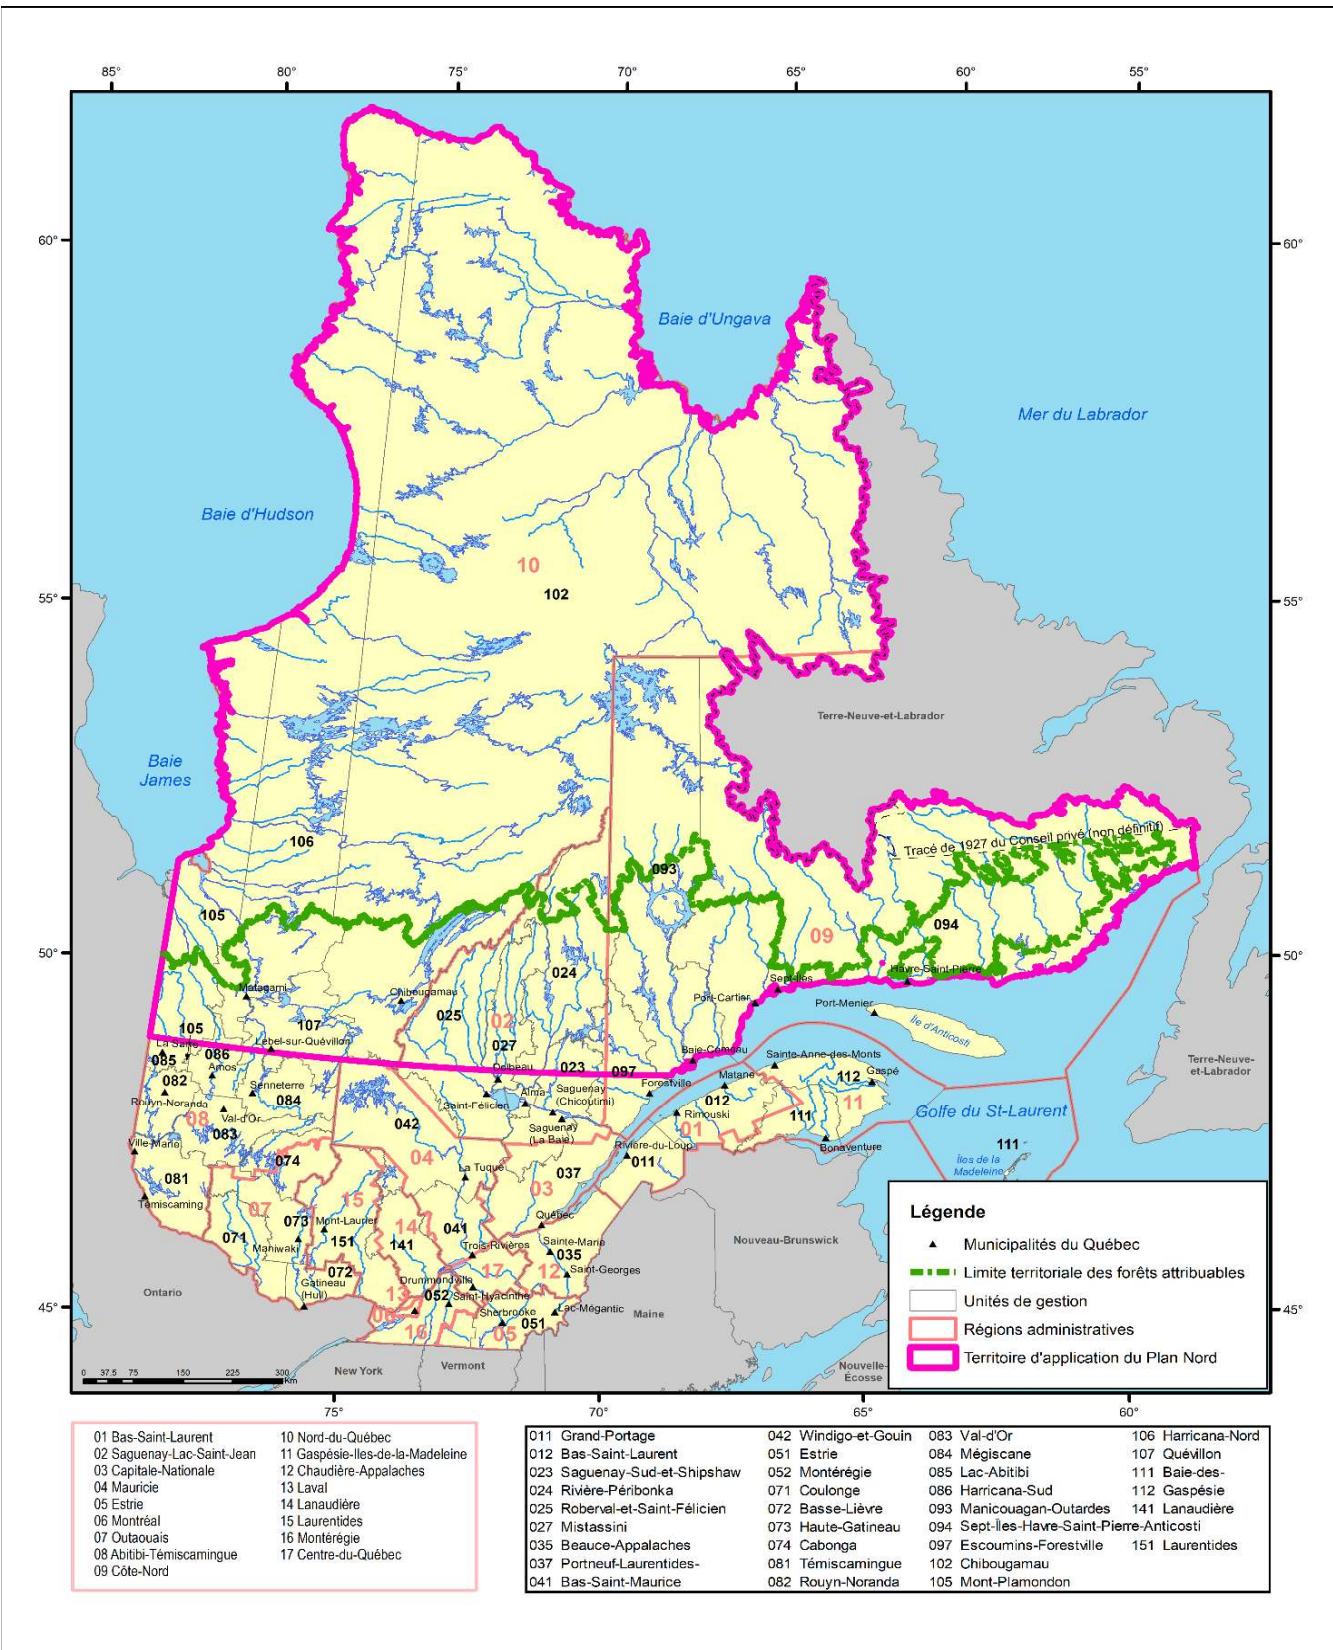 85°
80°
75°
70°
65°
60°
55°
60°
60°
Baie d'Ungava
Mer du Labrador
Baie d'Hudson
10
102
55°
55°
Terre-Neuve-et-Labrador
Baie
James
106
Tracé de 1927 du Conseil privé (non définitif)
093
105
094
09
50°
50°
024
Havre-Saint-Pierre
Sept-Îles
Matagami
Chibougamau
Port-Cartier
Port-Menier
025
02
107
105
Île d'Anticosti
Lebel-sur-Quévillon
027
La Sarre
086
085
Baie-Comeau
Sainte-Anne-des-Monts
Terre-Neuve-
et-Labrador
Amos
Dolbeau
023
097
Matane
112
Gaspé
082
Senneterre
084
Alma
Saguenay
(Chicoutimi)
Forestville
012
Rouyn-Noranda
Saint-Félicien
11
Golfe du St-Laurent
08
Val-d'Or
083
042
Saguenay
(La Baie)
Rimouski
01
111
Ville-Marie
Rivière-du-Loup
Bonaventure
111
074
04
011
Îles de la
Madeleine
081
La Tuque
037
03
Témiscaming
07
15
073
Mont-Laurier
14
041
Québec
071
Maniwaki
151
141
Sainte-Marie
035
Nouveau-Brunswick
Trois-Rivières
17
12
Saint-Georges
072
Gatineau
(Hull)
Drummondville
13
052
Saint-Hyacinthe
45°
Ontario
06
Sherbrooke
Lac-Mégantic
Maine
45°
16
05
051
New York
Vermont
Nouvelle-
Écosse
0 37.5 75 150 225 300
Km
Légende
Municipalités du Québec
Limite territoriale des forêts attribuables
Unités de gestion
Régions administratives
Territoire d'application du Plan Nord
75°
70°
65°
60°
01 Bas-Saint-Laurent
02 Saguenay-Lac-Saint-Jean
03 Capitale-Nationale
04 Mauricie
05 Estrie
06 Montréal
07 Outaouais
08 Abitibi-Témiscamingue
09 Côte-Nord
10 Nord-du-Québec
11 Gaspésie-Iles-de-la-Madeleine
12 Chaudière-Appalaches
13 Laval
14 Lanaudière
15 Laurentides
16 Montérégie
17 Centre-du-Québec
011 Grand-Portage
012 Bas-Saint-Laurent
023 Saguenay-Sud-et-Shipshaw
024 Rivière-Péribonka
025 Roberval-et-Saint-Félicien
027 Mistassini
035 Beauce-Appalaches
037 Portneuf-Laurentides-
041 Bas-Saint-Maurice
042 Windigo-et-Gouin
051 Estrie
052 Montérégie
071 Coulonge
072 Basse-Lièvre
073 Haute-Gatineau
074 Cabonga
081 Témiscamingue
082 Rouyn-Noranda
083 Val-d'Or
084 Mégiscane
085 Lac-Abitibi
086 Harricana-Sud
093 Manicouagan-Outardes
094 Sept-Îles-Havre-Saint-Pierre-Anticosti
097 Escoumins-Forestville
102 Chibougamau
105 Mont-Plamondon
106 Harricana-Nord
107 Quévillon
111 Baie-des-
112 Gaspésie
141 Lanaudière
151 Laurentides